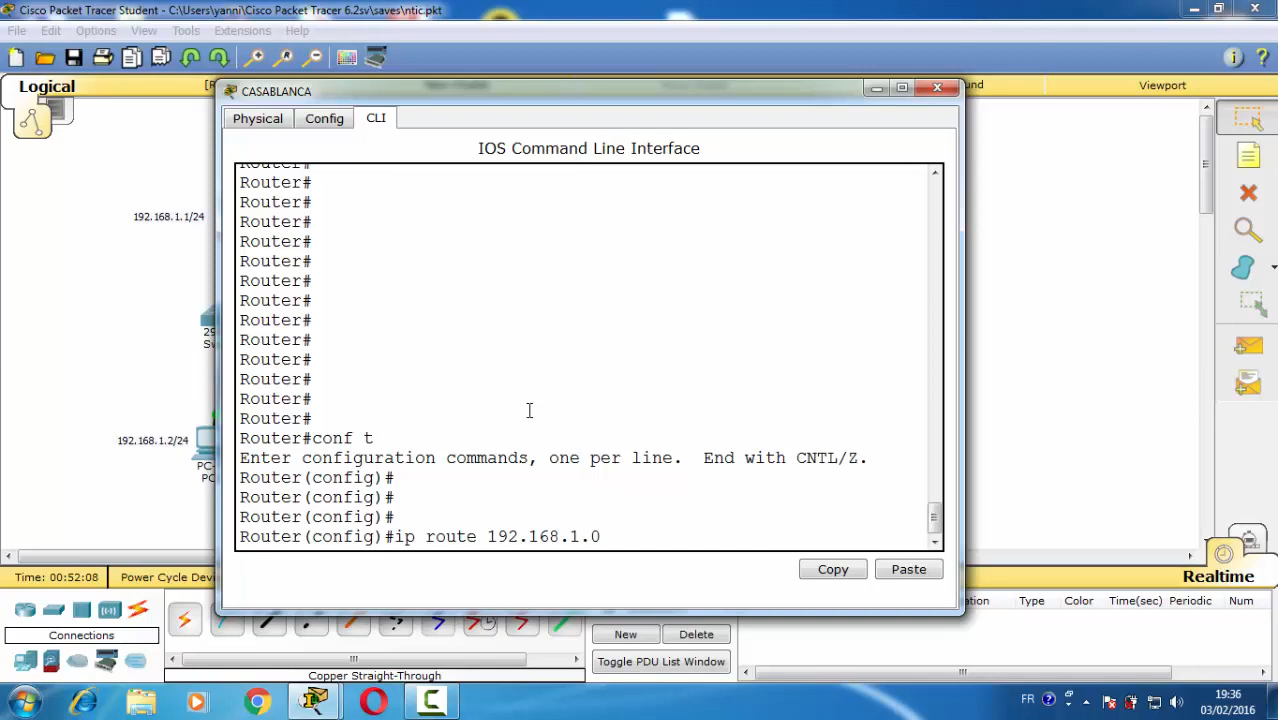 Cisco Packet Tracer Student - C:\Users\yanni\Cisco Packet Tracer 6.2sv\saves\ntic.pkt
File Edit Options View Tools Extensions Help
Logical
Viewport
CASABLANCA
Physical Config CLI
IOS Command Line Interface
Router#
Router#
Router#
Router#
Router#
Router#
Router#
Router#
Router#
Router#
Router#
Router#
Router#
Router#
Router#conf t
Enter configuration commands, one per line. End with CNTL/Z.
Router(config)#
Router(config)#
Router(config)#
Router(config)#ip route 192.168.1.0
Copy Paste
192.168.1.1/24
192.168.1.2/24
Time: 00:52:08 Power Cycle Dev
Realtime
Type Color Time(sec) Periodic Num
Connections
New Delete
Toggle PDU List Window
Copper Straight-Through
FR
19:36
03/02/2016